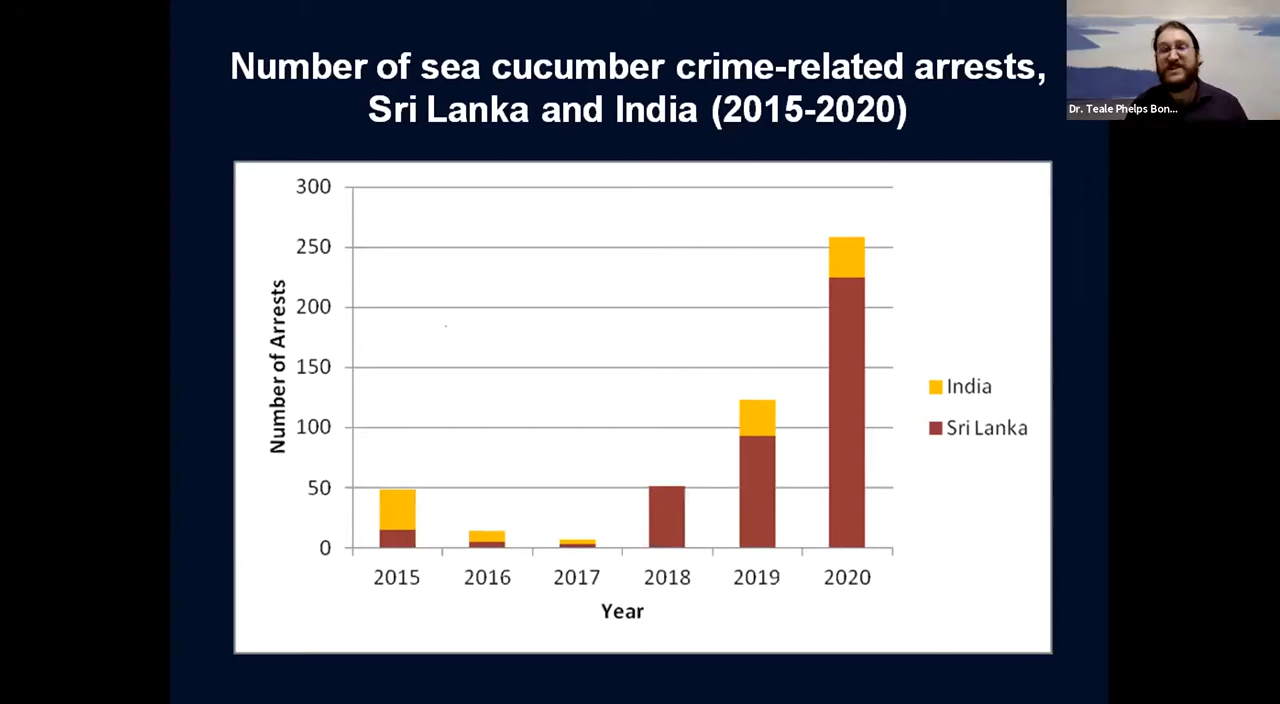 Number of sea cucumber crime-related arrests,
Sri Lanka and India (2015-2020)
Dr. Teale Phelps Bon...
300
250
200
150
100
50
0
Number of Arrests
2015 2016 2017 2018 2019 2020
Year
India
Sri Lanka